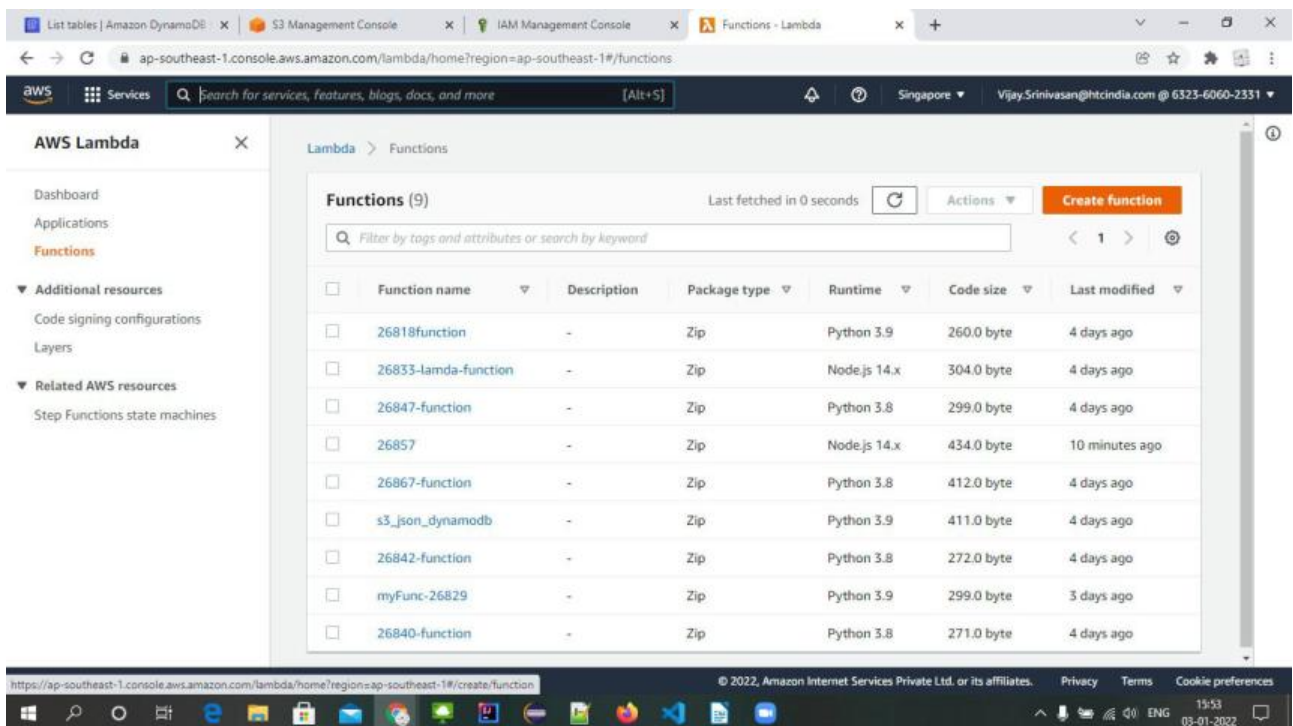 List tables | Amazon DynamoDB
S3 Management Console
IAM Management Console
Functions - Lambda
ap-southeast-1.console.aws.amazon.com/lambda/home?region=ap-southeast-1#/functions
aws
Services
Search for services, features, blogs, docs, and more
[Alt+S]
Singapore
Vijay.Srinivasan@htcindia.com @ 6323-6060-2331
AWS Lambda
Dashboard
Applications
Functions
Additional resources
Code signing configurations
Layers
Related AWS resources
Step Functions state machines
Lambda > Functions
Functions (9)
Last fetched in 0 seconds
Actions
Create function
Filter by tags and attributes or search by keyword
< 1 >
Function name Description Package type Runtime Code size Last modified
26818function - Zip Python 3.9 260.0 byte 4 days ago
26833-lamda-function - Zip Node.js 14.x 304.0 byte 4 days ago
26847-function - Zip Python 3.8 299.0 byte 4 days ago
26857 - Zip Node.js 14.x 434.0 byte 10 minutes ago
26867-function - Zip Python 3.8 412.0 byte 4 days ago
s3_json_dynamodb - Zip Python 3.9 411.0 byte 4 days ago
26842-function - Zip Python 3.8 272.0 byte 4 days ago
myFunc-26829 - Zip Python 3.9 299.0 byte 3 days ago
26840-function - Zip Python 3.8 271.0 byte 4 days ago
https://ap-southeast-1.console.aws.amazon.com/lambda/home?region=ap-southeast-1#/create/function
© 2022, Amazon Internet Services Private Ltd. or its affiliates.
Privacy Terms Cookie preferences
ENG
15:53
03-01-2022